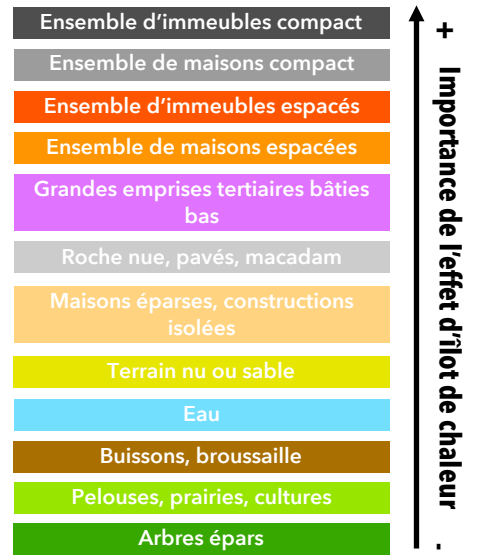 Ensemble d’immeubles compact
Ensemble de maisons compact
Ensemble d’immeubles espacés
Ensemble de maisons espacées
Grandes emprises tertiaires bâties
bas
Roche nue, pavés, macadam
Maisons éparses, constructions
isolées
Terrain nu ou sable
Eau
Buissons, broussaille
Pelouses, prairies, cultures
Arbres épars
+ Importance de l’effet d’îlot de chaleur -